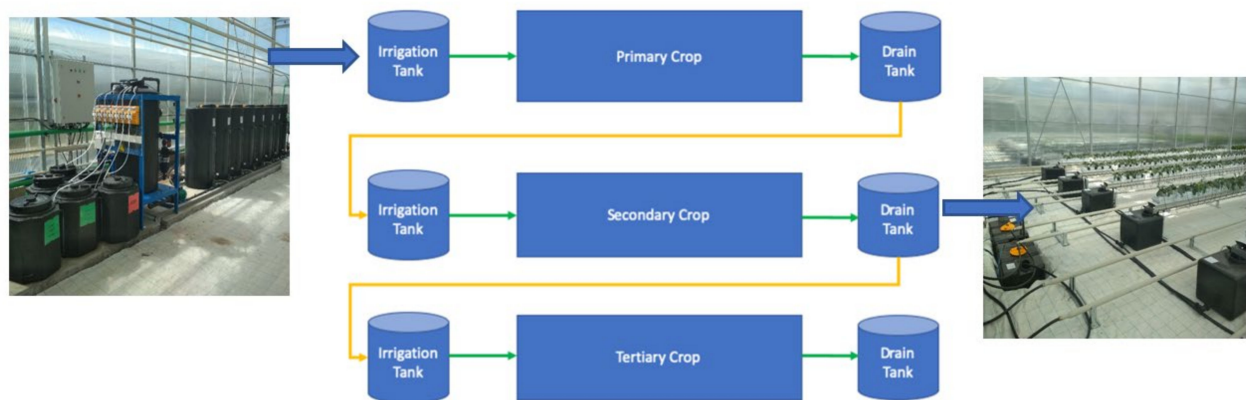 Irrigation
Tank
Primary Crop
Drain
Tank
Irrigation
Tank
Secondary Crop
Drain
Tank
Irrigation
Tank
Tertiary Crop
Drain
Tank